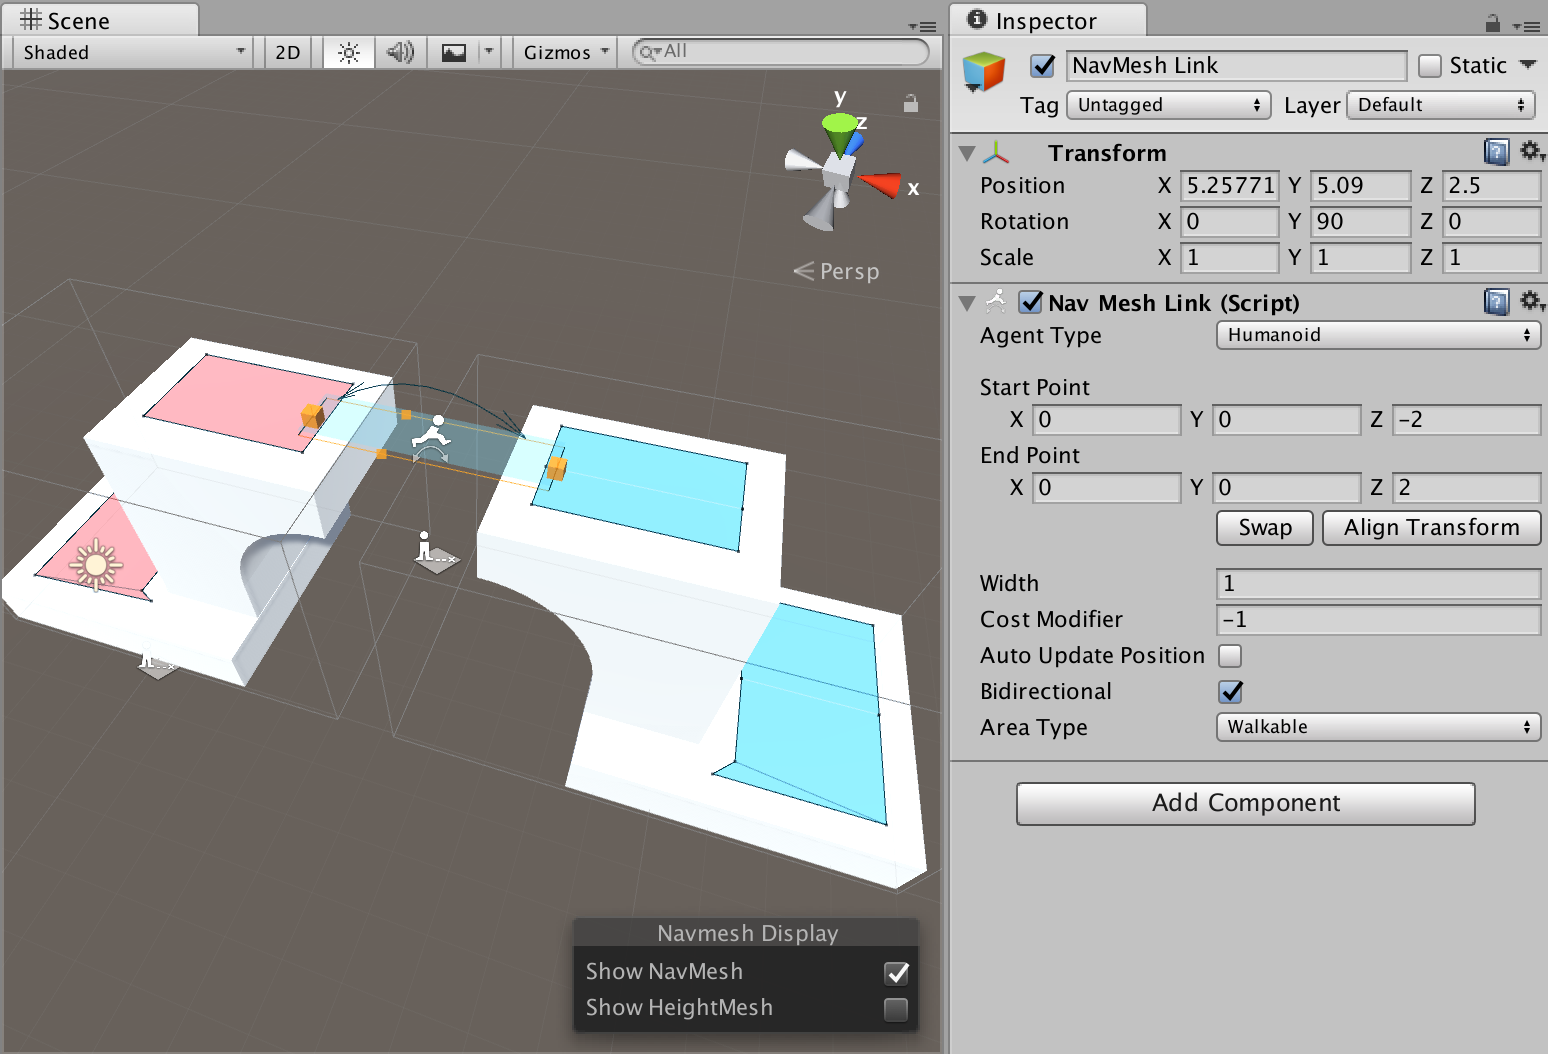 Scene
Shaded 2D Gizmos All
y
z
x
Persp
Navmesh Display
Show NavMesh
Show HeightMesh
Inspector
NavMesh Link Static
Tag Untagged Layer Default
Transform
Position X 5.25771 Y 5.09 Z 2.5
Rotation X 0 Y 90 Z 0
Scale X 1 Y 1 Z 1
Nav Mesh Link (Script)
Agent Type Humanoid
Start Point
X 0 Y 0 Z -2
End Point
X 0 Y 0 Z 2
Swap Align Transform
Width 1
Cost Modifier -1
Auto Update Position
Bidirectional
Area Type Walkable
Add Component